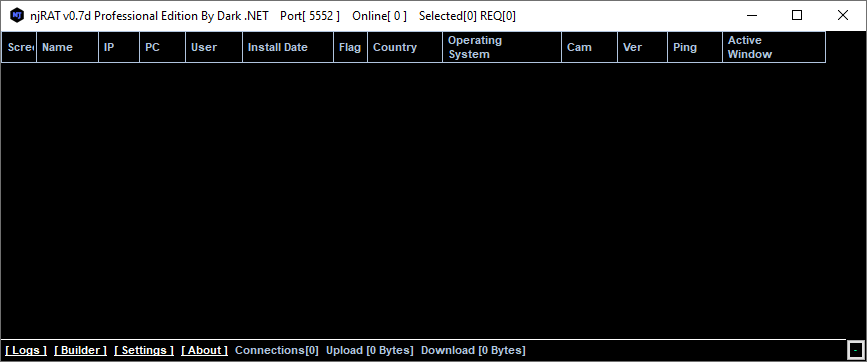 NJ njRAT v0.7d Professional Edition By Dark .NET Port[ 5552 ] Online[ 0 ] Selected[0] REQ[0]
Scree Name IP PC User Install Date Flag Country Operating System Cam Ver Ping Active Window
[ Logs ] [ Builder ] [ Settings ] [ About ] Connections[0] Upload [0 Bytes] Download [0 Bytes] -